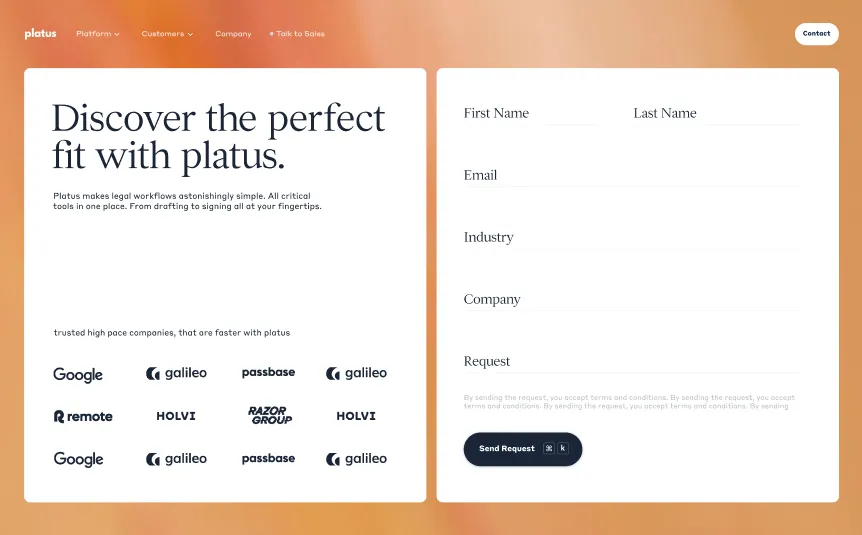 platus
Platform
Customers
Company
Talk to Sales
Contact
Discover the perfect
fit with platus.
Platus makes legal workflows astonishingly simple. All critical
tools in one place. From drafting to signing all at your fingertips.
trusted high pace companies, that are faster with platus
Google
galileo
passbase
galileo
remote
HOLVI
RAZOR
GROUP
HOLVI
Google
galileo
passbase
galileo
First Name
Last Name
Email
Industry
Company
Request
By sending the request, you accept terms and conditions. By sending the request, you accept
terms and conditions. By sending the request, you accept terms and conditions. By sending
Send Request ⌘ k